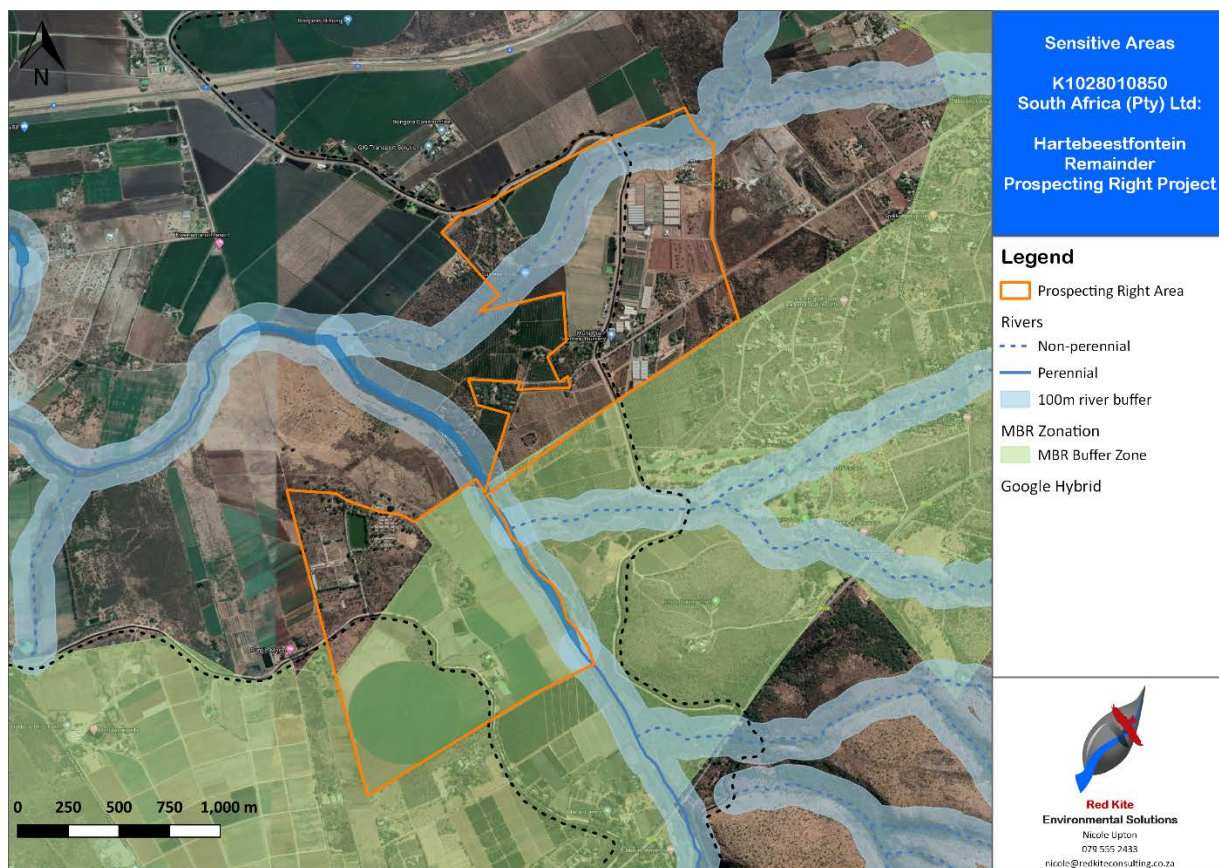 Sensitive Areas
K1028010850
South Africa (Pty) Ltd:
Hartebeestfontein
Remainder
Prospecting Right Project
Legend
Prospecting Right Area
Rivers
Non-perennial
Perennial
100m river buffer
MBR Zonation
MBR Buffer Zone
Google Hybrid
N
0 250 500 750 1,000 m
Red Kite
Environmental Solutions
Nicole Upton
079 555 2433
nicole@redkiteconsulting.co.za